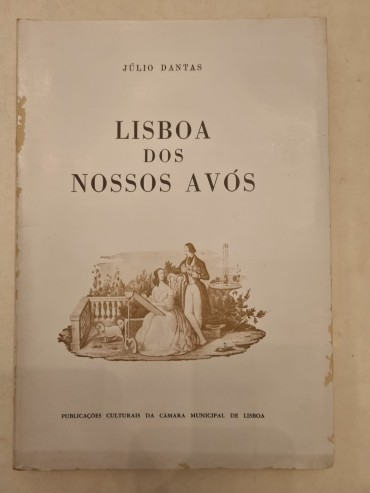 JÚLIO DANTAS
LISBOA
DOS
NOSSOS AVÓS
PUBLICAÇÕES CULTURAIS DA CÂMARA MUNICIPAL DE LISBOA